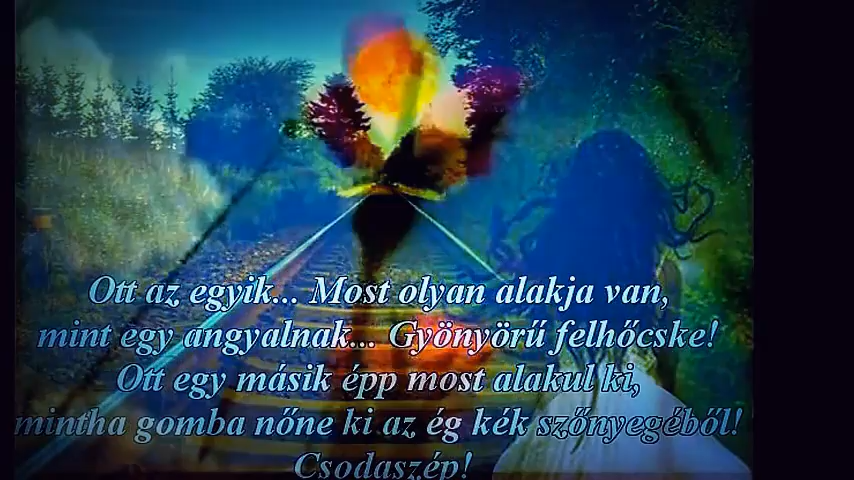 Ott az egyik... Most olyan alakja van,
mint egy angyalnak... Gyönyörű felhőcske!
Ott egy másik épp most alakul ki,
mintha gomba nőne ki az ég kék szőnyegéből!
Csodaszép!